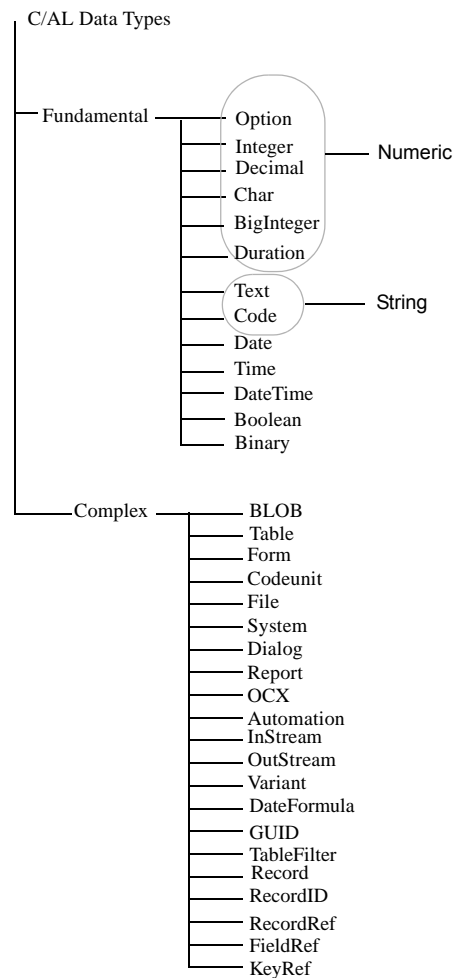 C/AL Data Types
Fundamental
Option
Integer
Decimal
Char
BigInteger
Duration
Numeric
Text
Code
String
Date
Time
DateTime
Boolean
Binary
Complex
BLOB
Table
Form
Codeunit
File
System
Dialog
Report
OCX
Automation
InStream
OutStream
Variant
DateFormula
GUID
TableFilter
Record
RecordID
RecordRef
FieldRef
KeyRef